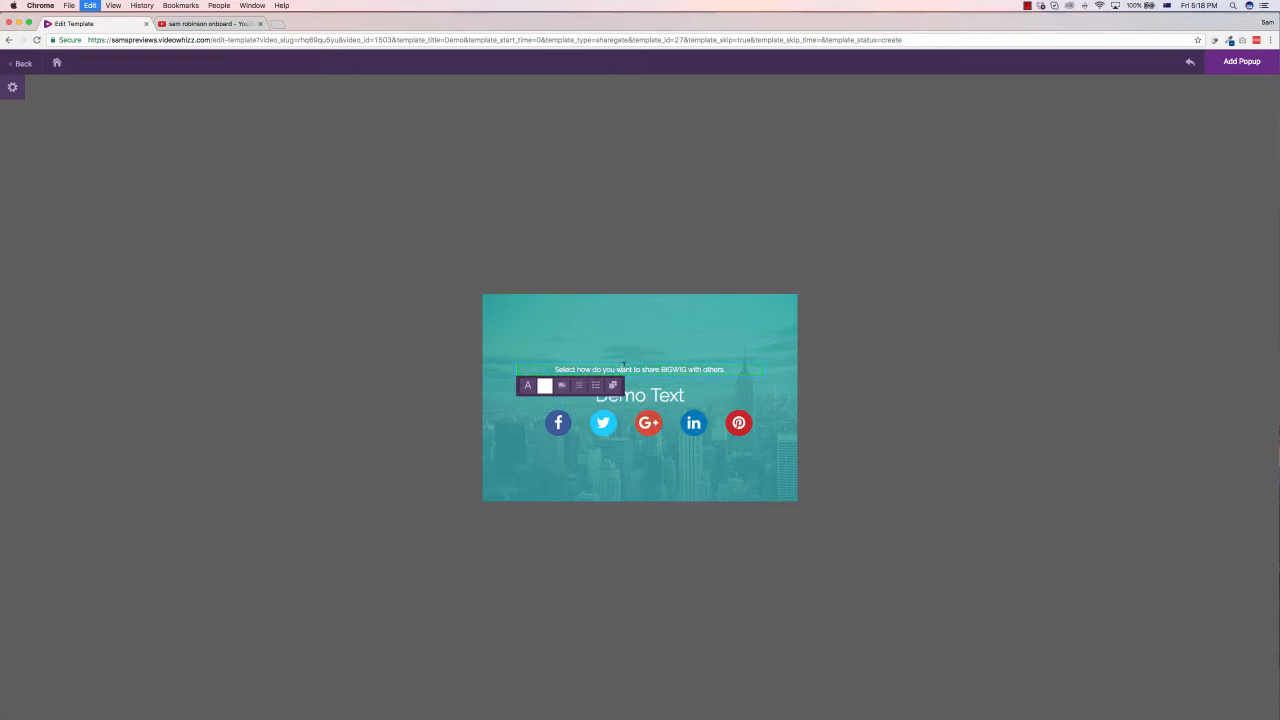 Chrome File Edit View History Bookmarks People Window Help 100% Fri 5:18 PM
Edit Template sam robinson onboard - YouTu Sam
Secure https://samspreviews.videowhizz.com/edit-template?video_slug=rhq69qu5yu&video_id=1503&template_title=Demo&template_start_time=0&template_type=sharegate&template_id=27&template_skip=true&template_skip_time=&template_status=create
Back Add Popup
Select how do you want to share BIGWIG with others.
A
Demo Text
f G+ in